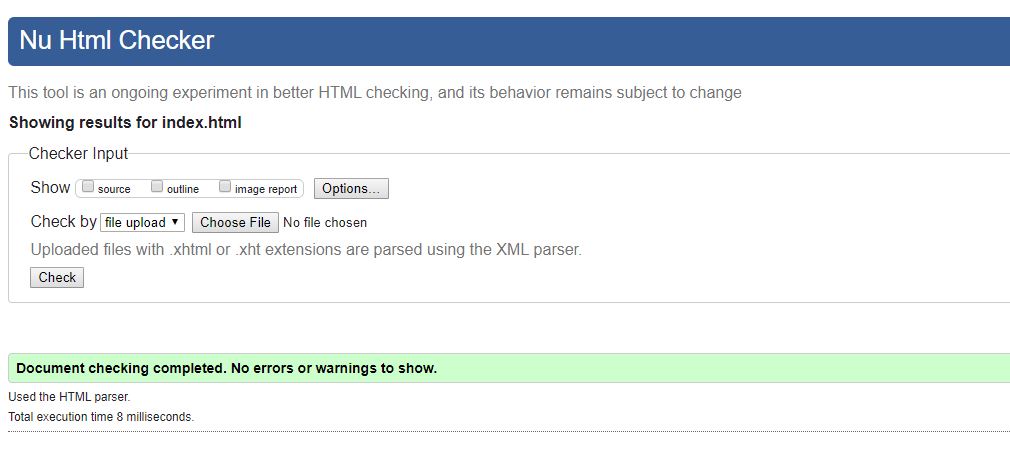 Nu Html Checker
This tool is an ongoing experiment in better HTML checking, and its behavior remains subject to change
Showing results for index.html
Checker Input
Show source outline image report Options...
Check by file upload Choose File No file chosen
Uploaded files with .xhtml or .xht extensions are parsed using the XML parser.
Check
Document checking completed. No errors or warnings to show.
Used the HTML parser.
Total execution time 8 milliseconds.